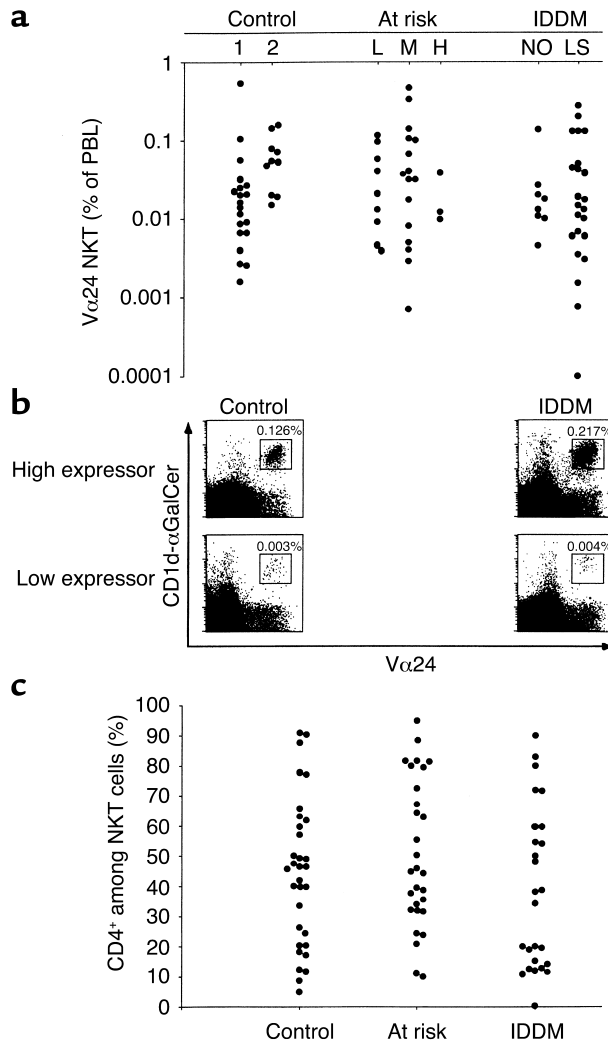 a
Control At risk IDDM
1 2 L M H NO LS
Vα24 NKT (% of PBL)
1
0.1
0.01
0.001
0.0001
b
Control IDDM
High expressor
0.126% 0.217%
Low expressor
0.003% 0.004%
CD1d-αGalCer
Vα24
c
CD4⁺ among NKT cells (%)
100
90
80
70
60
50
40
30
20
10
0
Control At risk IDDM